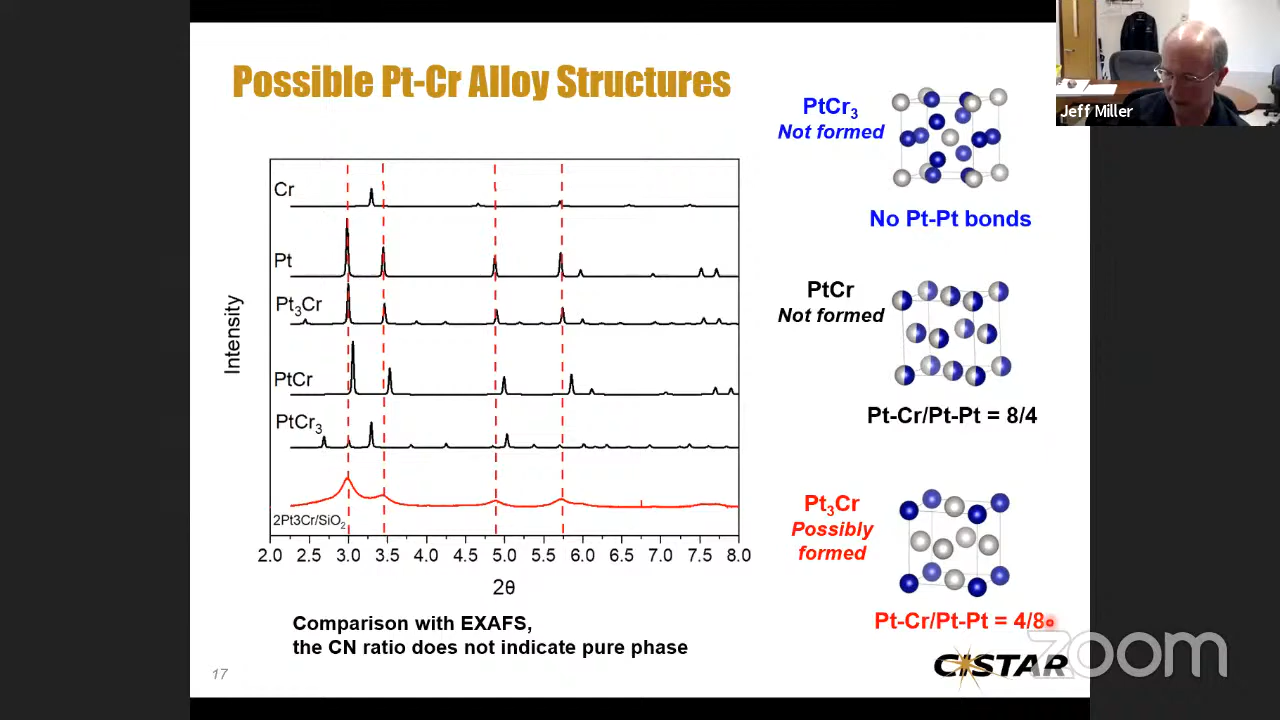 Possible Pt-Cr Alloy Structures
Jeff Miller
PtCr3
Not formed
No Pt-Pt bonds
PtCr
Not formed
Pt-Cr/Pt-Pt = 8/4
Pt3Cr
Possibly
formed
Pt-Cr/Pt-Pt = 4/8
Intensity
Cr
Pt
Pt3Cr
PtCr
PtCr3
2Pt3Cr/SiO2
2.0 2.5 3.0 3.5 4.0 4.5 5.0 5.5 6.0 6.5 7.0 7.5 8.0
2θ
Comparison with EXAFS,
the CN ratio does not indicate pure phase
17
CISTAR
zoom